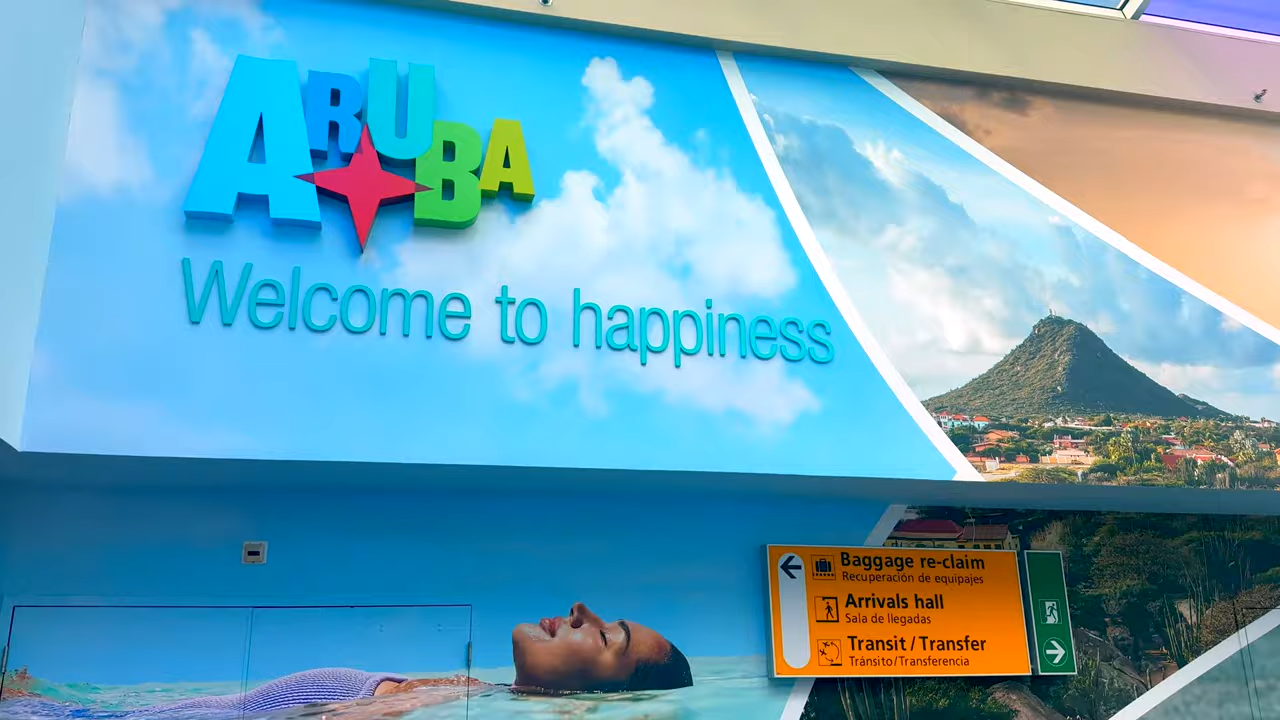 ARUBA
Welcome to happiness
Baggage re-claim
Recuperación de equipajes
Arrivals hall
Sala de llegadas
Transit / Transfer
Tránsito/Transferencia